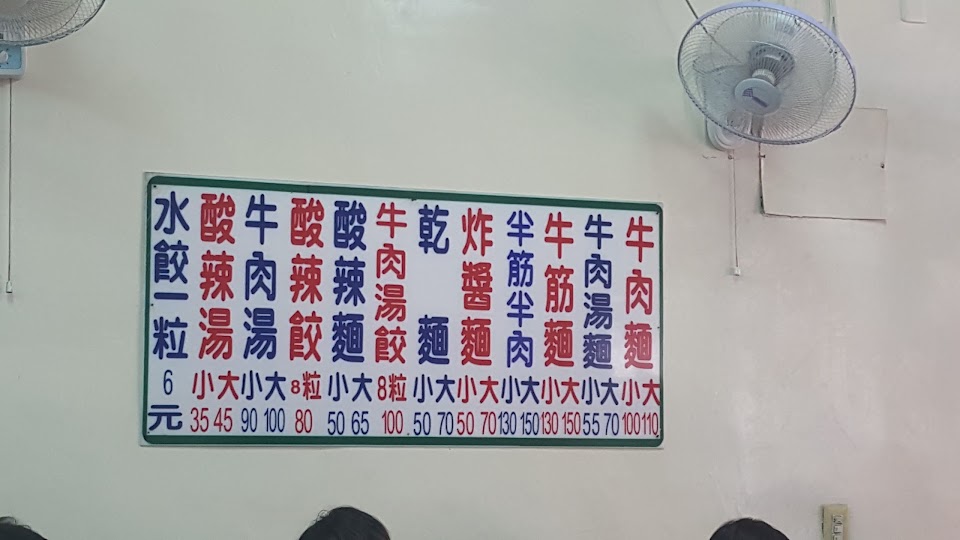 牛肉麵 小大 100 110
牛肉湯麵 小大 55 70
牛筋麵 小大 130 150
半筋半肉 小大 130 150
炸醬麵 小大 50 70
乾麵 小大 50 70
牛肉湯餃 8粒 100
酸辣麵 小大 50 65
酸辣餃 8粒 80
牛肉湯 小大 90 100
酸辣湯 小大 35 45
水餃一粒 6元